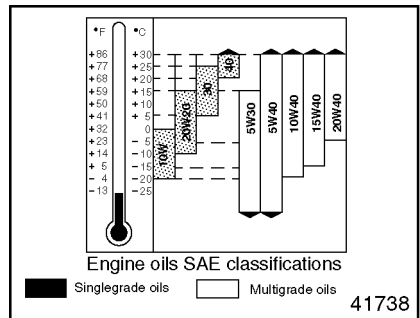 °F °C
+86 +30
+77 +25
+68 +20
+59 +15
+50 +10
+41 +5
+32 0
+23 -5
+14 -10
+5 -15
-4 -20
-13 -25
10W
20W20
30
40
5W30
5W40
10W40
15W40
20W40
Engine oils SAE classifications
Singlegrade oils
Multigrade oils
41738